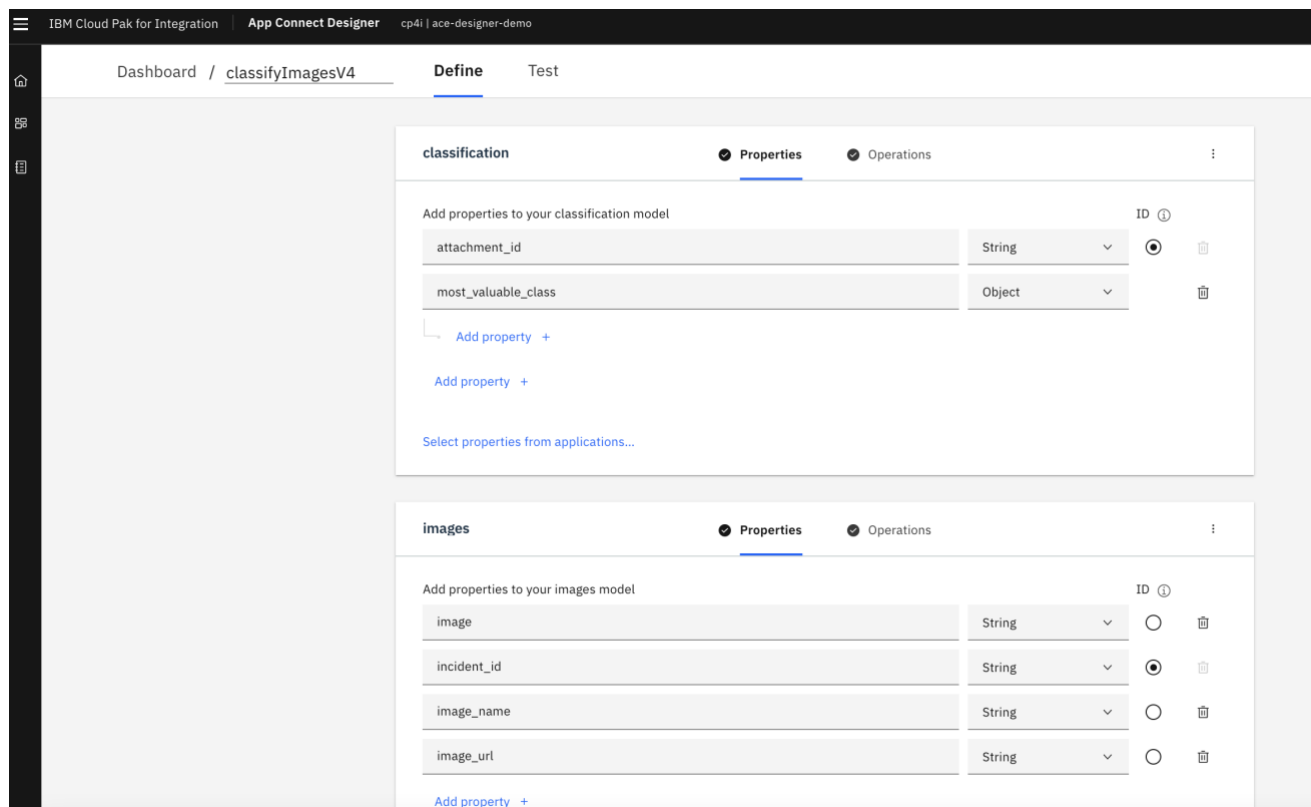 IBM Cloud Pak for Integration App Connect Designer cp4i | ace-designer-demo
Dashboard / classifyImagesV4 Define Test
classification Properties Operations
Add properties to your classification model ID
attachment_id String
most_valuable_class Object
Add property +
Add property +
Select properties from applications...
images Properties Operations
Add properties to your images model ID
image String
incident_id String
image_name String
image_url String
Add property +